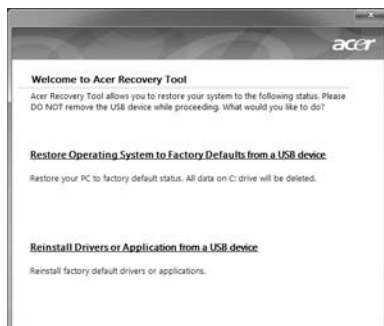 acer
Welcome to Acer Recovery Tool
Acer Recovery Tool allows you to restore your system to the following status. Please
DO NOT remove the USB device while proceeding. What would you like to do?
Restore Operating System to Factory Defaults from a USB device
Restore your PC to factory default status. All data on C: drive will be deleted.
Reinstall Drivers or Application from a USB device
Reinstall factory default drivers or applications.